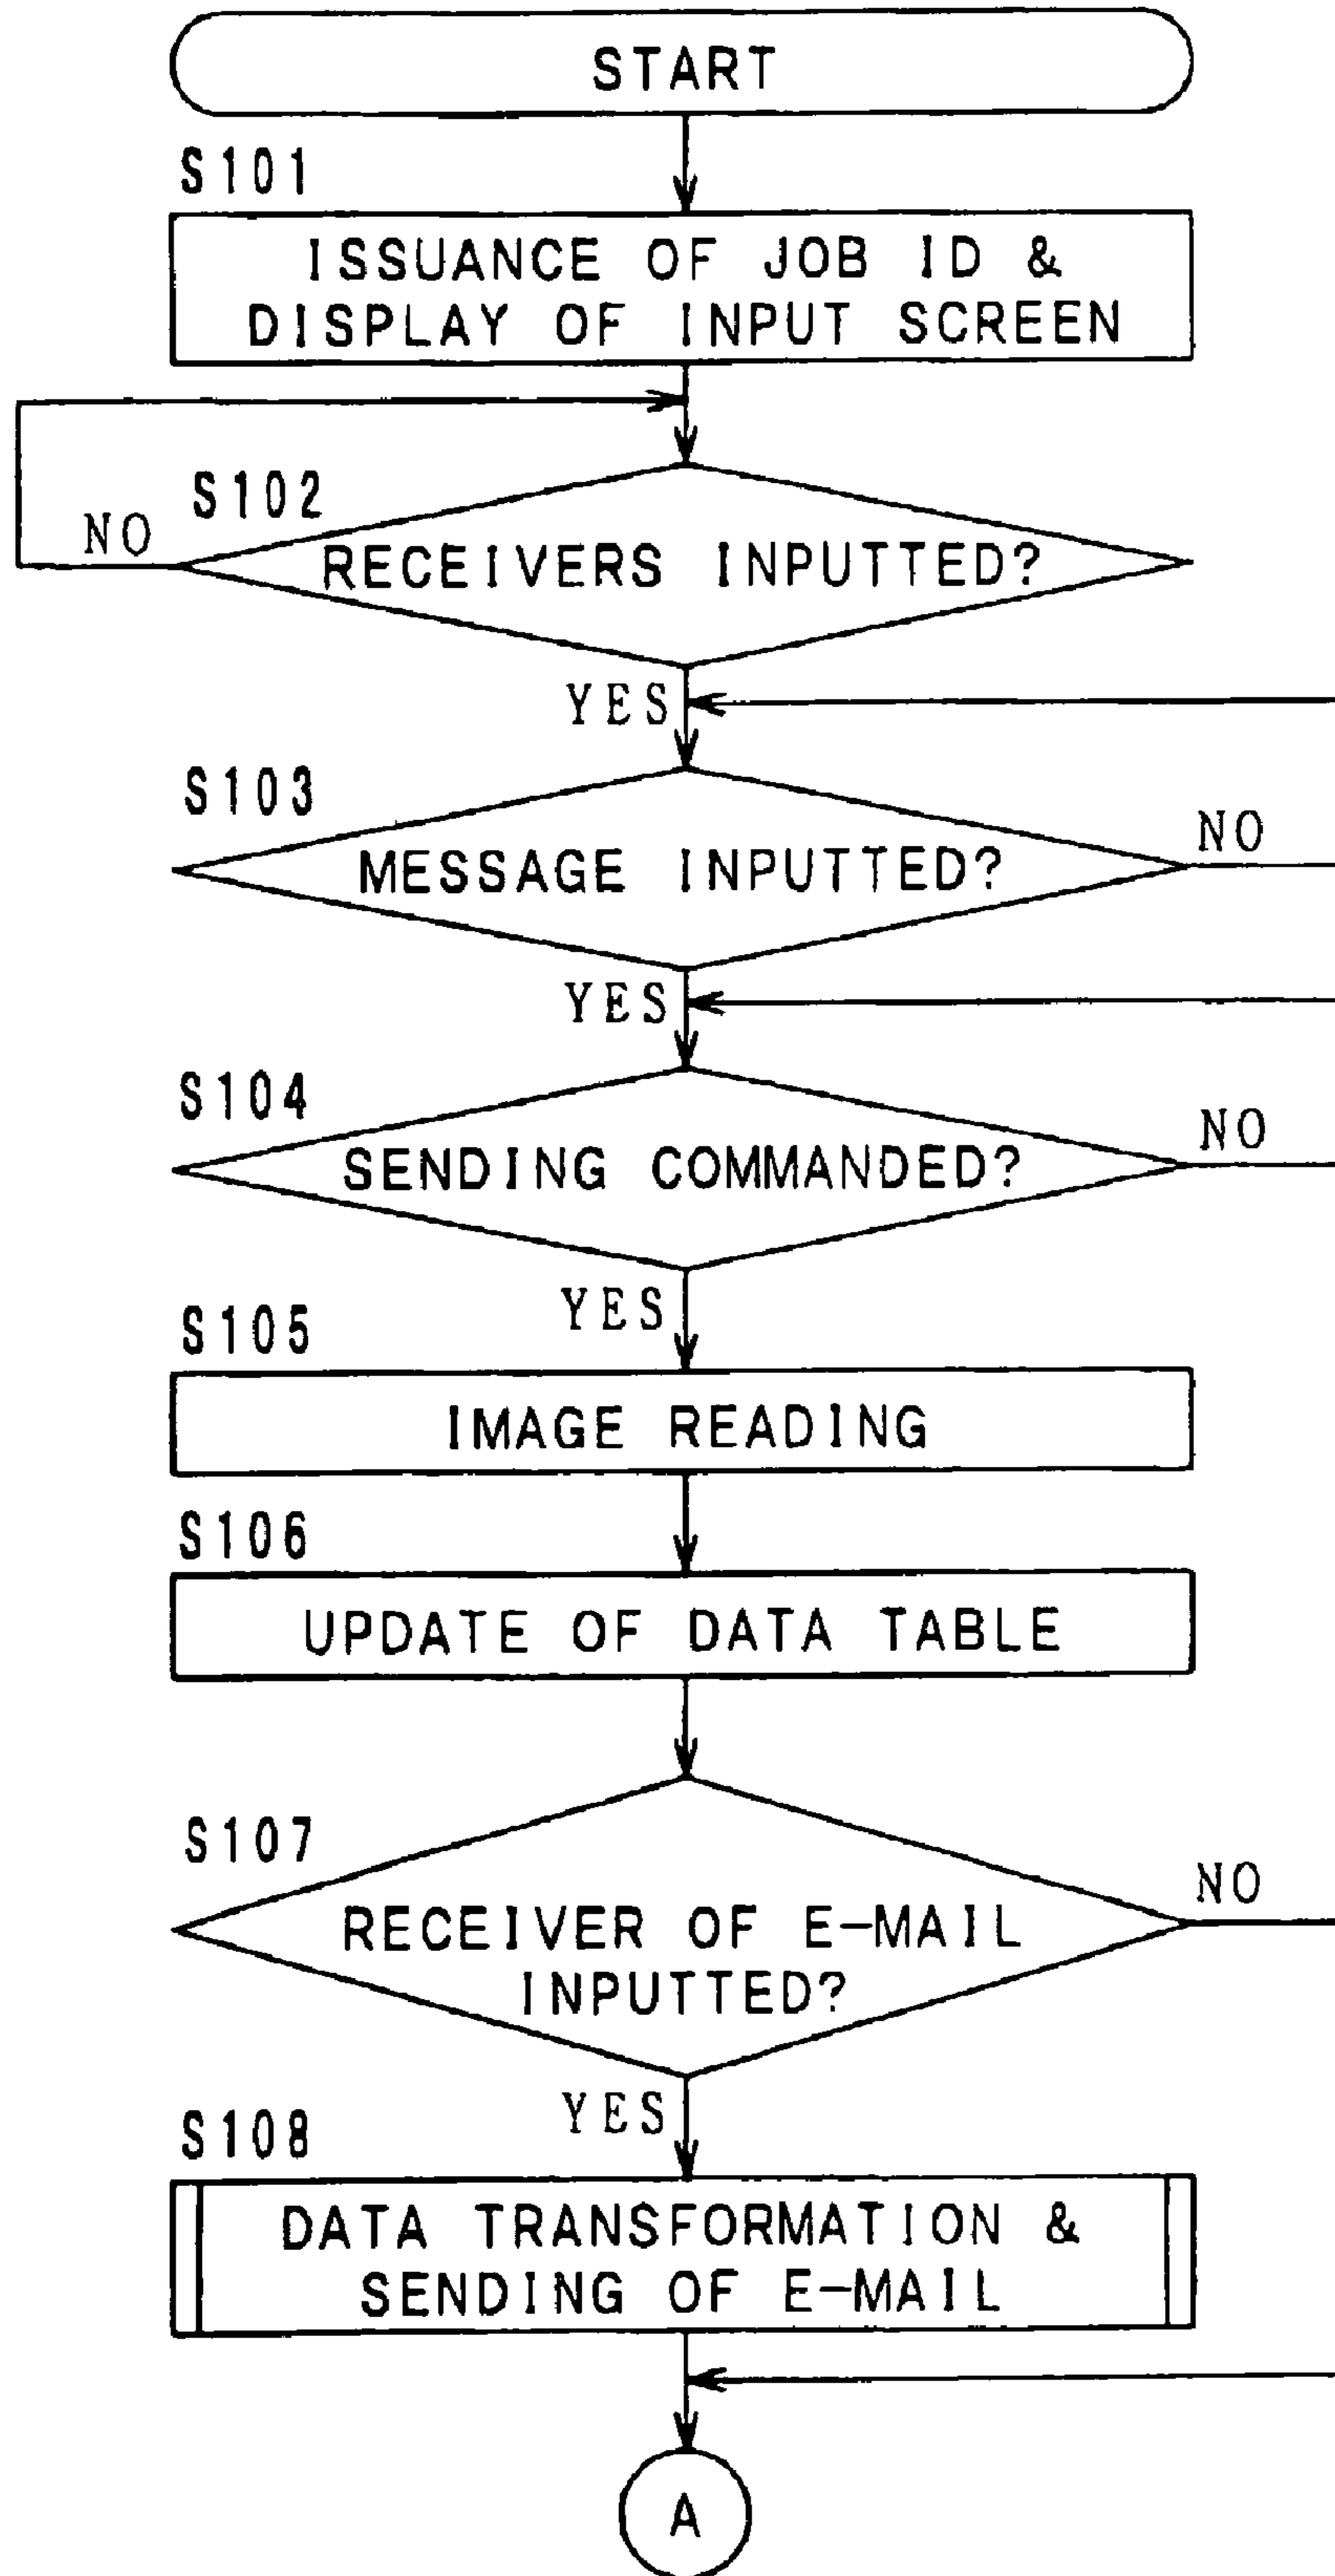 START
S101
ISSUANCE OF JOB ID &
DISPLAY OF INPUT SCREEN
S102
NO
RECEIVERS INPUTTED?
YES
S103
NO
MESSAGE INPUTTED?
YES
S104
NO
SENDING COMMANDED?
YES
S105
IMAGE READING
S106
UPDATE OF DATA TABLE
S107
NO
RECEIVER OF E-MAIL
INPUTTED?
YES
S108
DATA TRANSFORMATION &
SENDING OF E-MAIL
A